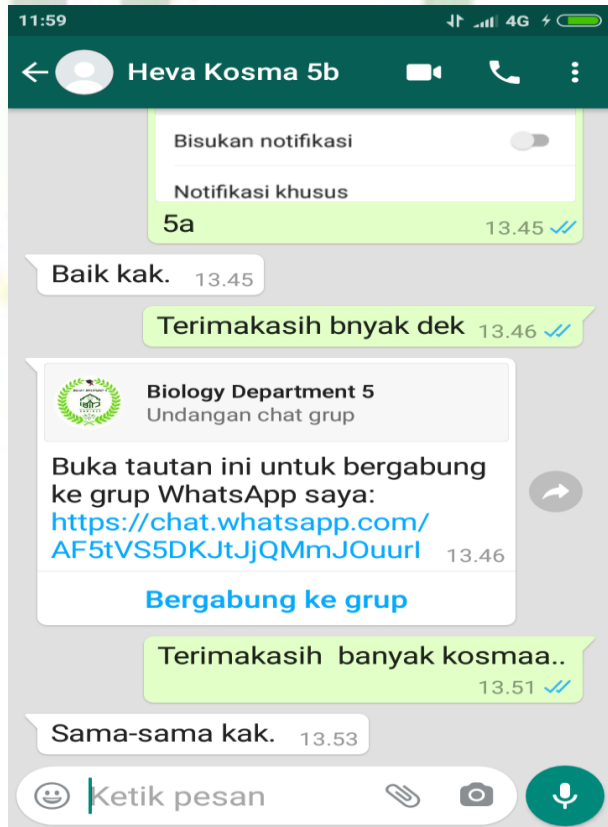 11:59
4G
Heva Kosma 5b
Bisukan notifikasi
Notifikasi khusus
5a
13.45
Baik kak. 13.45
Terimakasih bnyak dek 13.46
Biology Department 5
Undangan chat grup
Buka tautan ini untuk bergabung
ke grup WhatsApp saya:
https://chat.whatsapp.com/
AF5tVS5DKJtJjQMmJOuurI 13.46
Bergabung ke grup
Terimakasih banyak kosmaa..
13.51
Sama-sama kak. 13.53
Ketik pesan